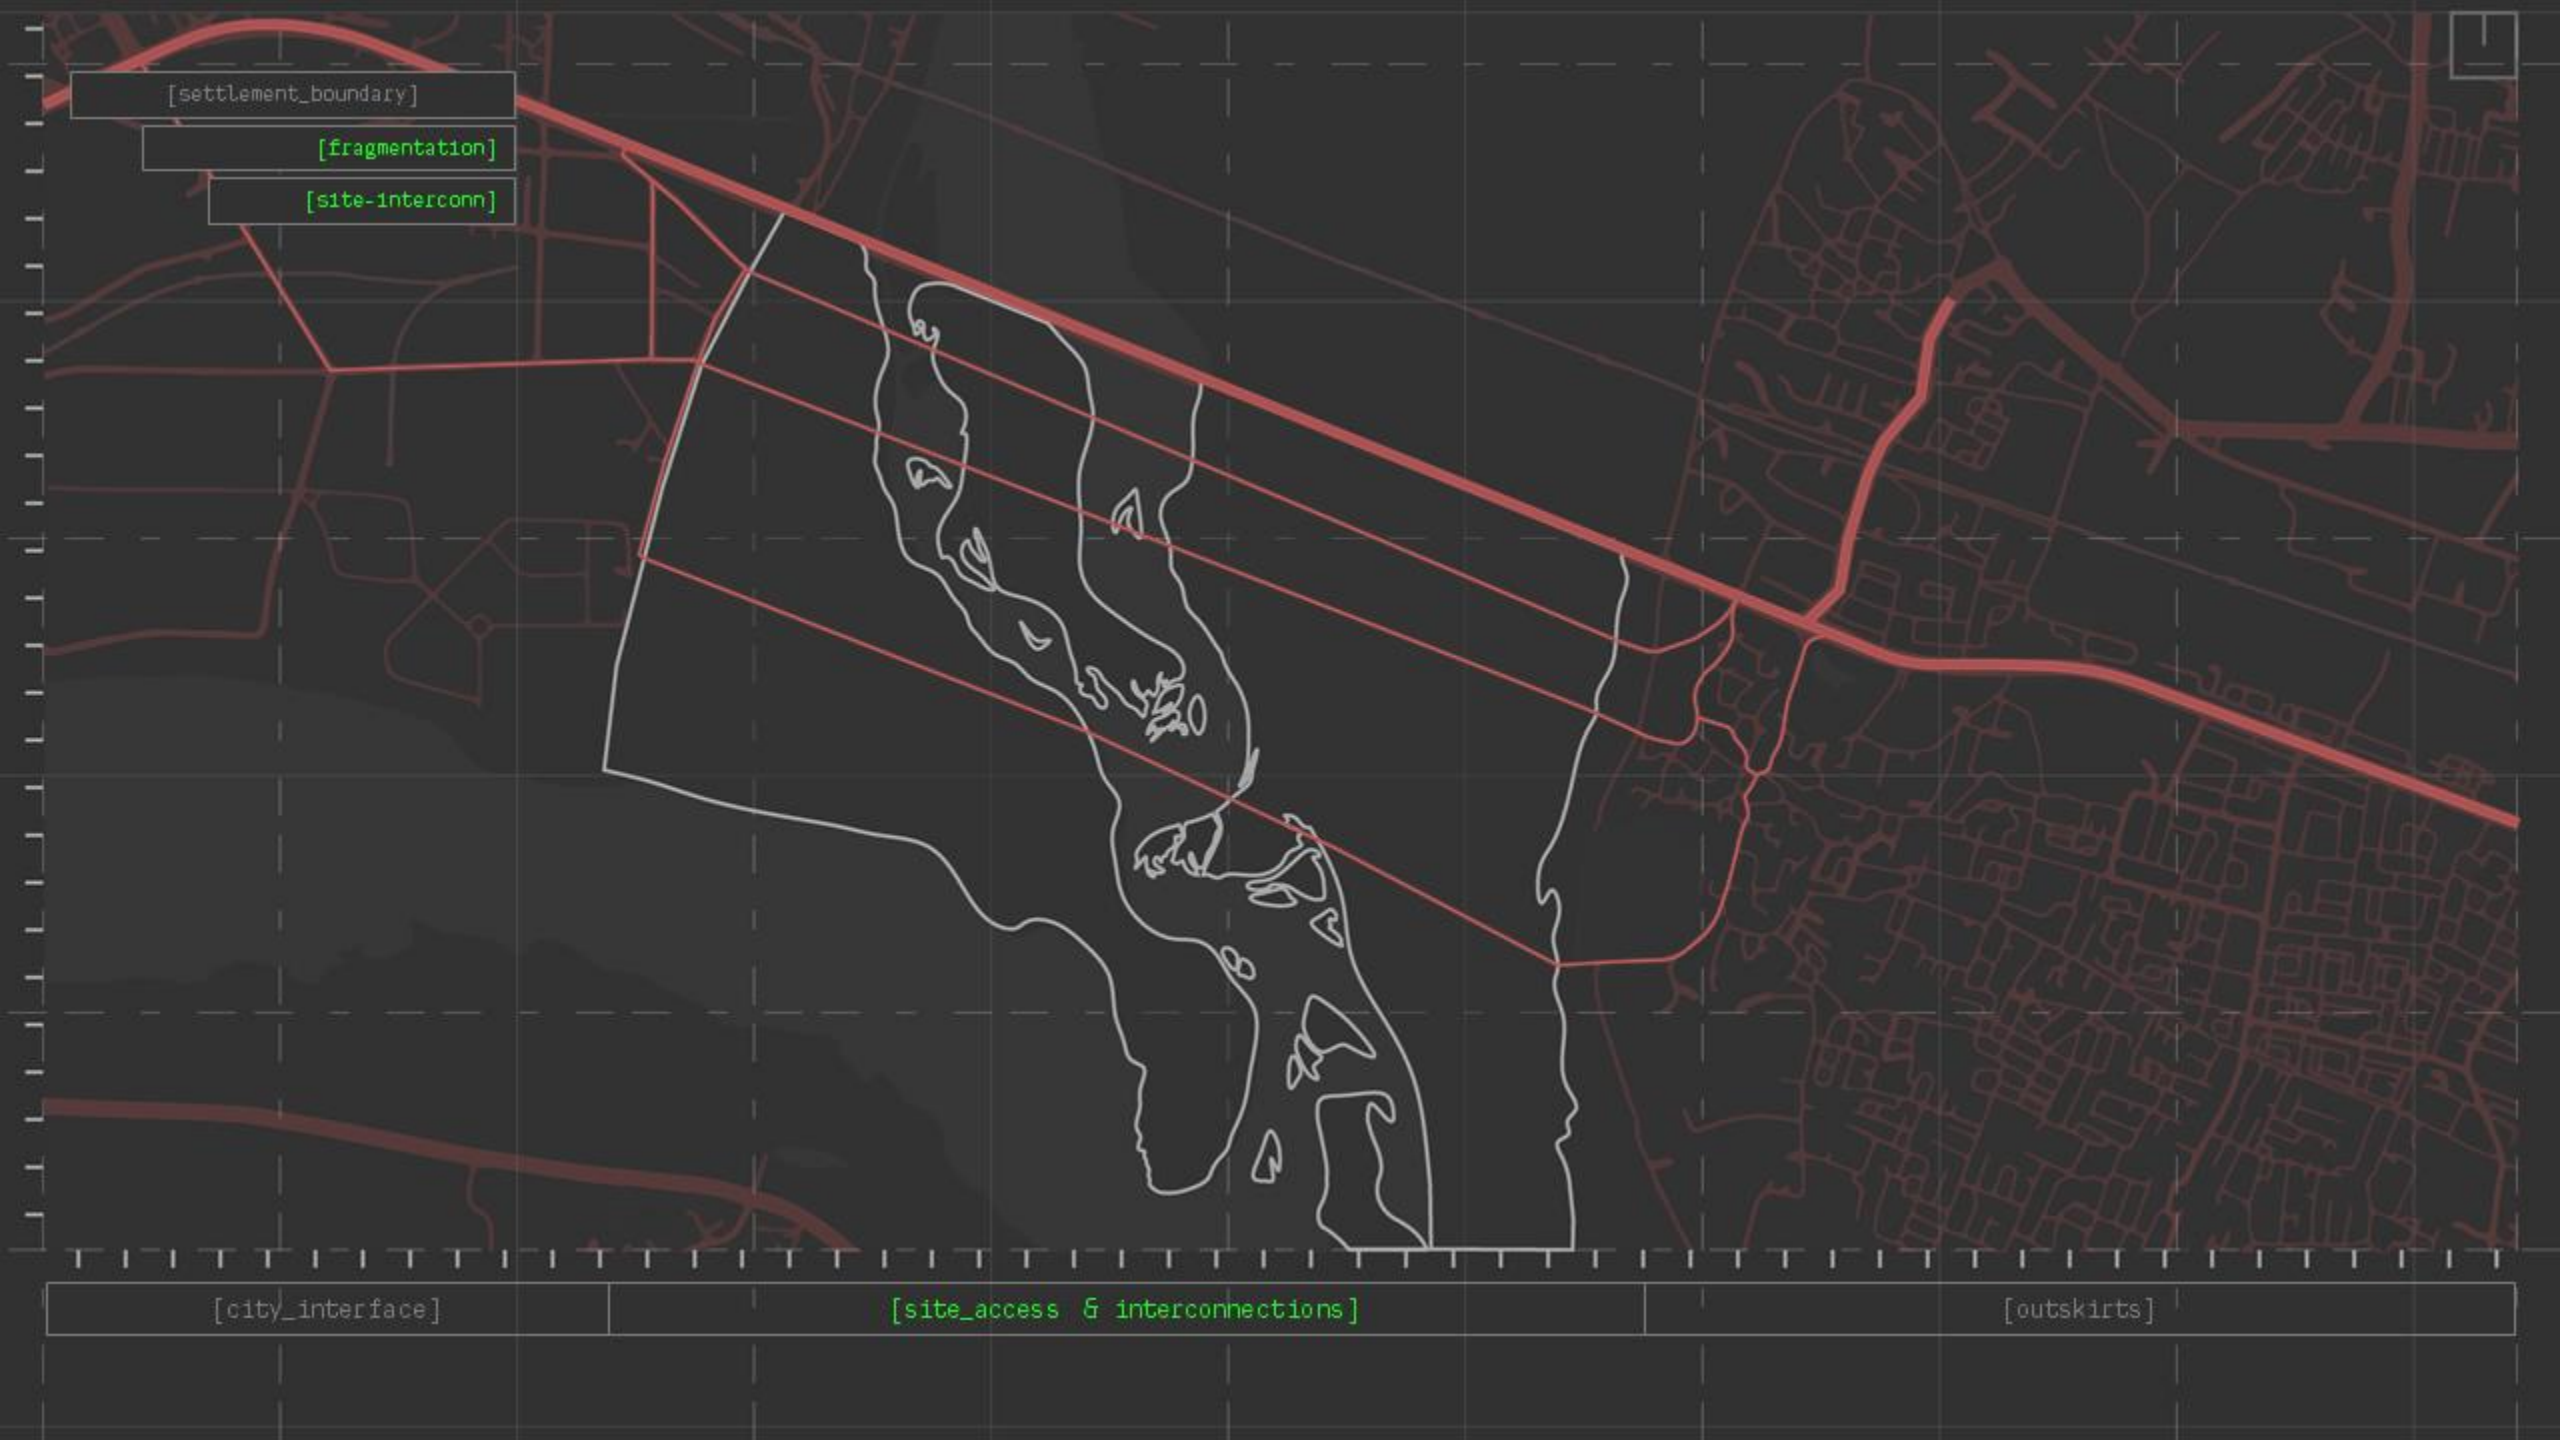 [settlement_boundary]
[fragmentation]
[site-interconn]
[city_interface]
[site_access & interconnections]
[outskirts]